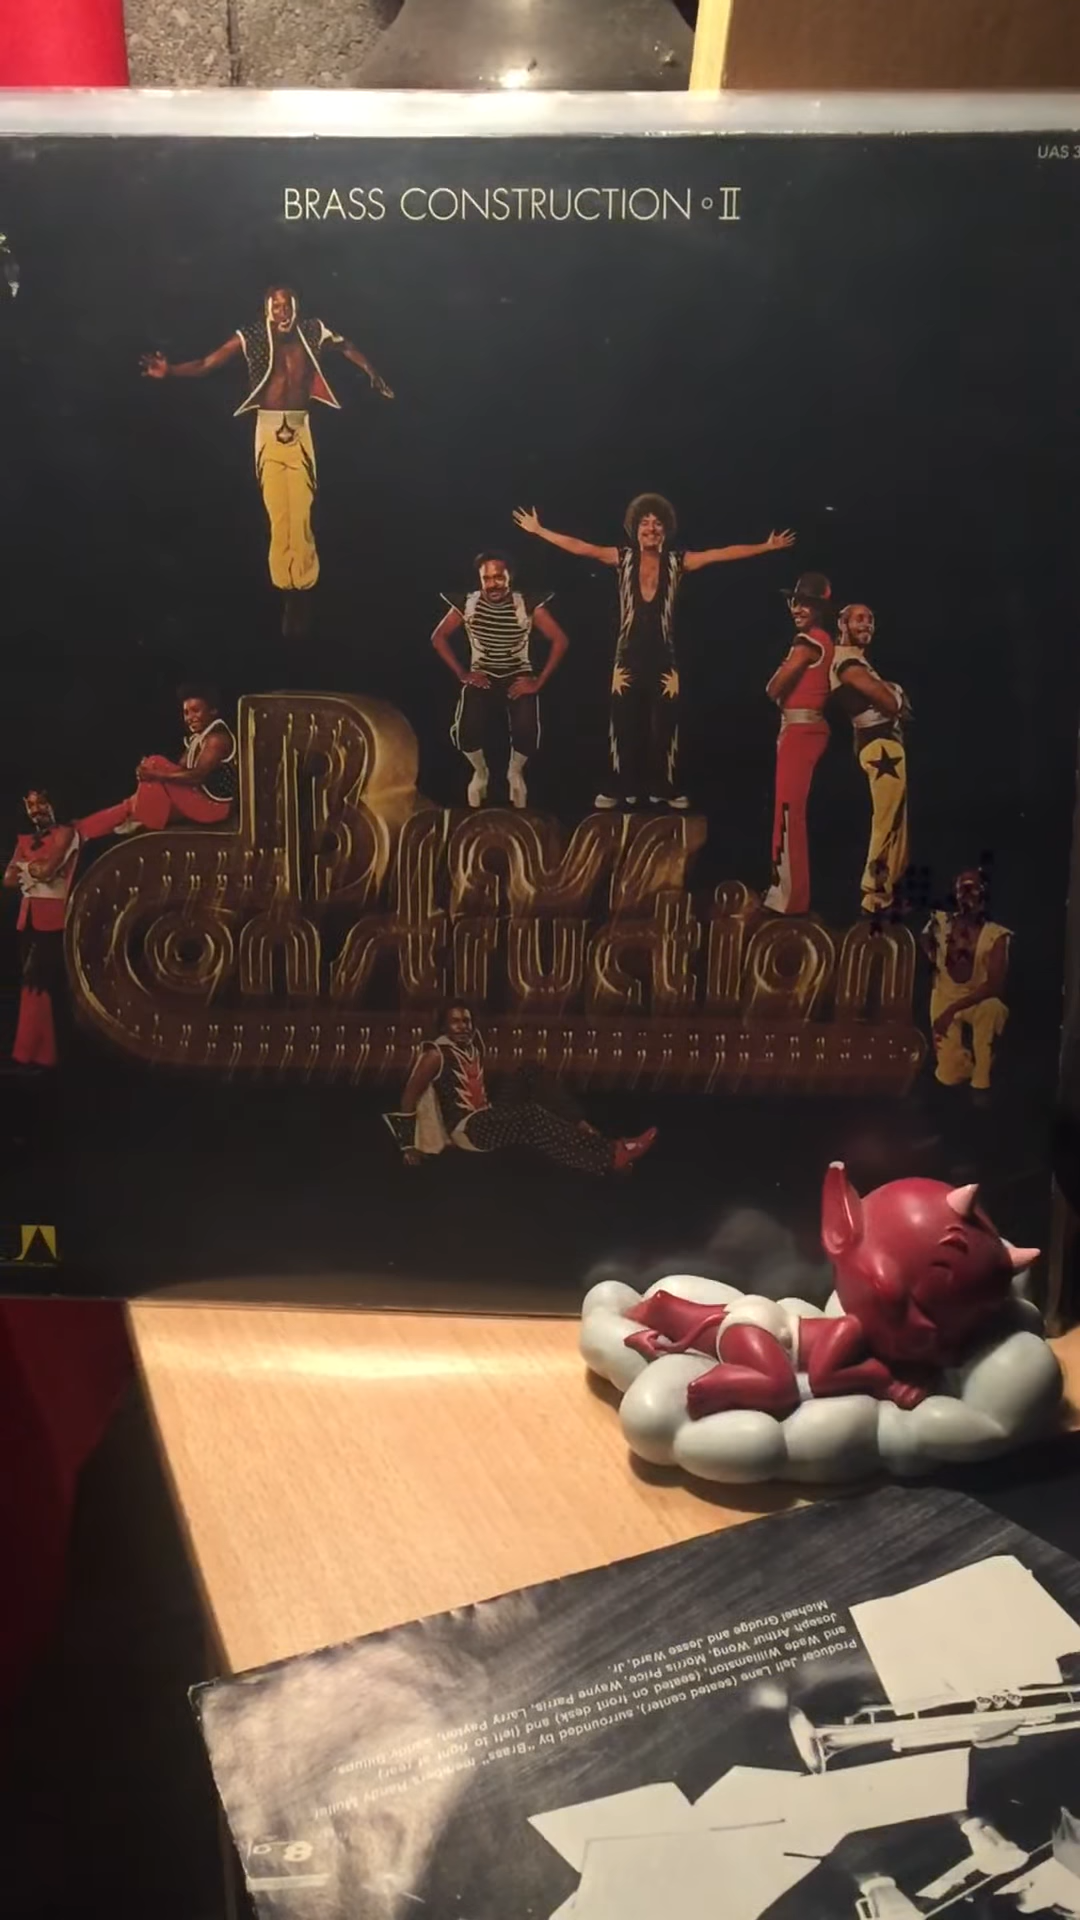 UAS 3
BRASS CONSTRUCTION ∘ II
Brass
Construction
UA
Producer Jeff Lane (seated center), surrounded by "Brass" members Randy Muller
and Wade Williamston, (seated on front desk) and (left to right at rear)
Joseph Arthur Wong, Morris Price, Wayne Parris, Larry Payton, Sandy Billups,
Michael Grudge and Jesse Ward, Jr.
8